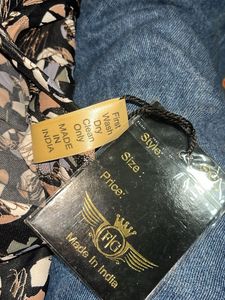 First
Wash
Dry
Clean
Only
MADE
IN
INDIA
Style:
Size :
Price:
FG
Made In India